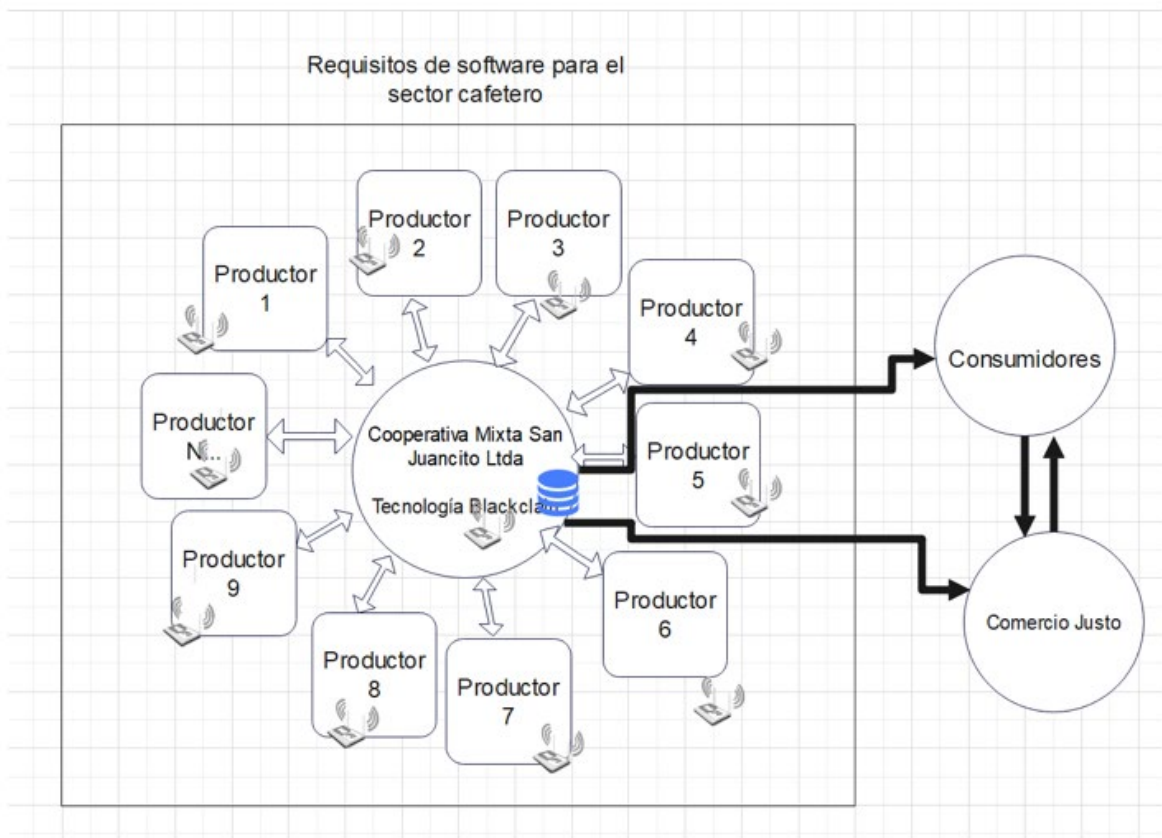 Requisitos de software para el
sector cafetero
Productor
2
Productor
3
Productor
1
Productor
4
Consumidores
Productor
N...
Cooperativa Mixta San
Juancito Ltda
Productor
5
Tecnología
Productor
9
Productor
6
Comercio Justo
Productor
8
Productor
7